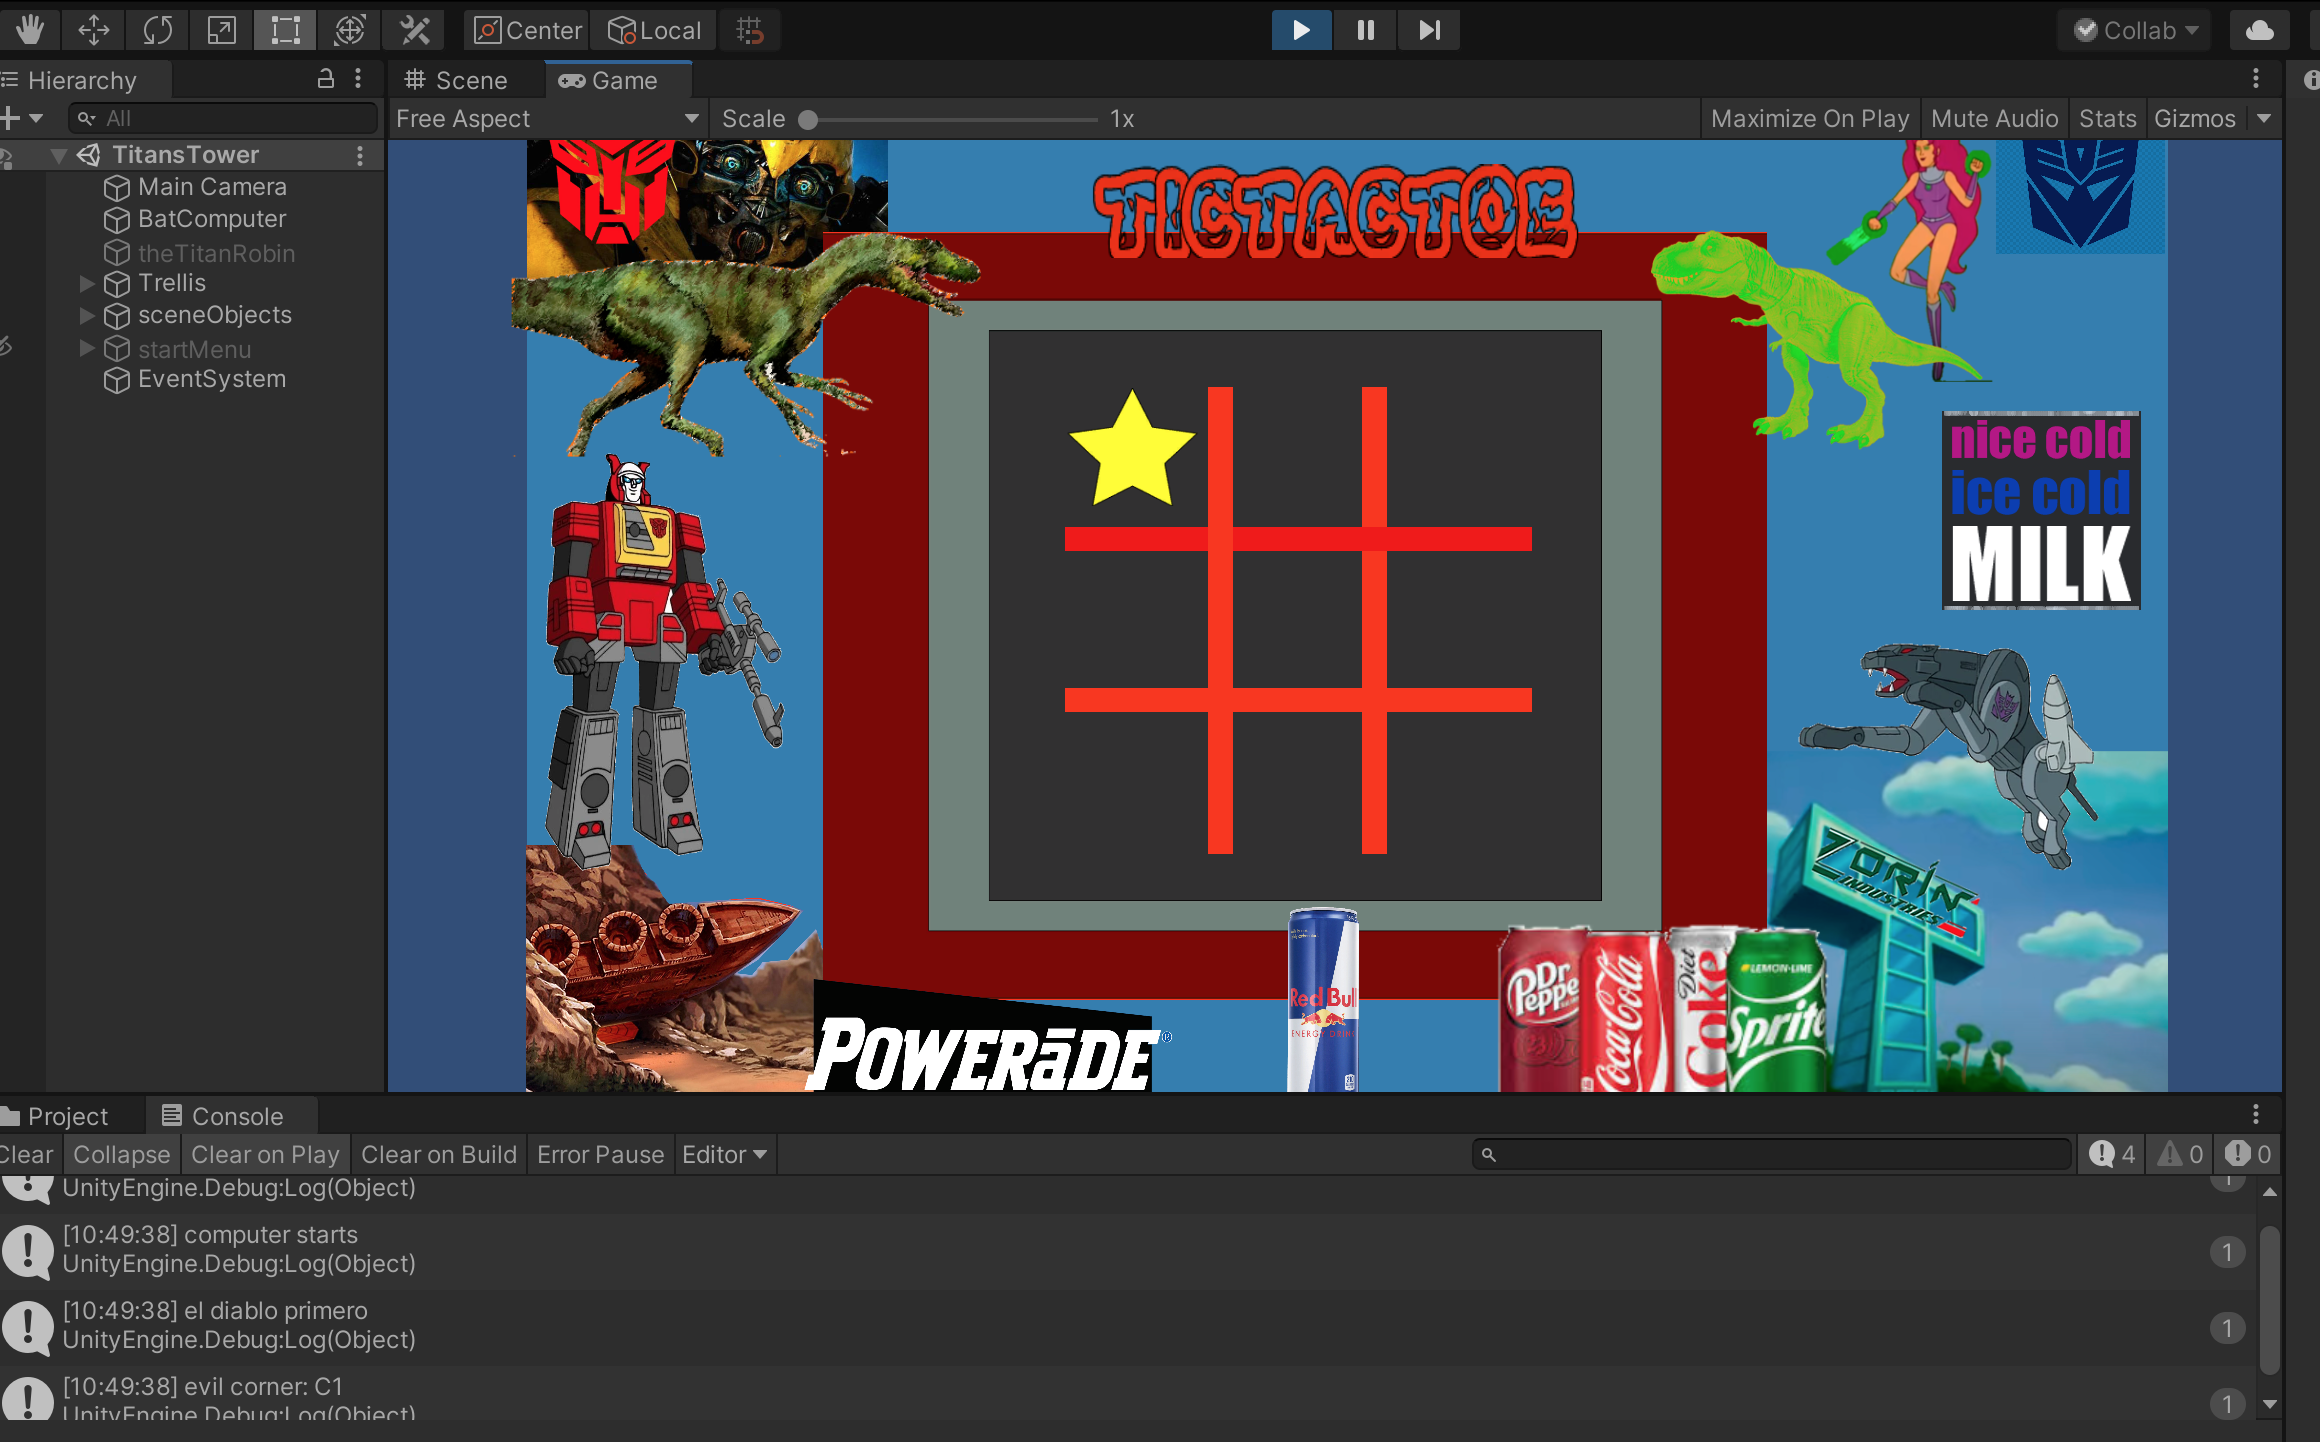 Center
Local
Collab
Hierarchy
Scene
Game
All
Free Aspect
Scale
1x
Maximize On Play
Mute Audio
Stats
Gizmos
TitansTower
Main Camera
BatComputer
theTitanRobin
Trellis
sceneObjects
startMenu
EventSystem
TICTACTOE
nice cold
ice cold
MILK
ZORIN
INDUSTRIES
Red Bull
ENERGY DRINK
Dr
Pepper
Coca-Cola
Diet
Coke
LEMON-LIME
Sprite
POWERāDE®
Project
Console
Clear
Collapse
Clear on Play
Clear on Build
Error Pause
Editor
4
0
0
UnityEngine.Debug:Log(Object)
1
[10:49:38] computer starts
UnityEngine.Debug:Log(Object)
1
[10:49:38] el diablo primero
UnityEngine.Debug:Log(Object)
1
[10:49:38] evil corner: C1
UnityEngine.Debug:Log(Object)
1